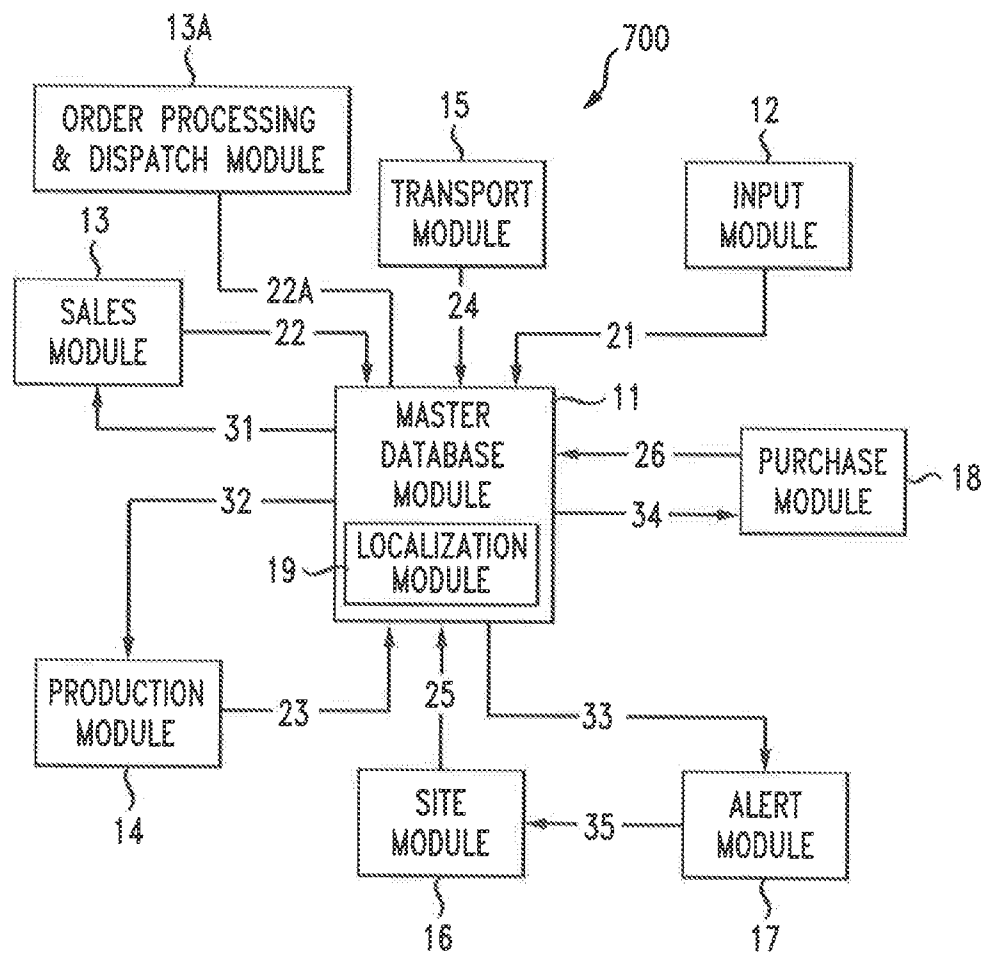 13A
700
ORDER PROCESSING
& DISPATCH MODULE
15
TRANSPORT
MODULE
12
INPUT
MODULE
13
SALES
MODULE
22A
22
24
21
31
11
MASTER
DATABASE
MODULE
26
34
PURCHASE
MODULE
18
32
19
LOCALIZATION
MODULE
PRODUCTION
MODULE
14
23
25
33
SITE
MODULE
16
35
ALERT
MODULE
17